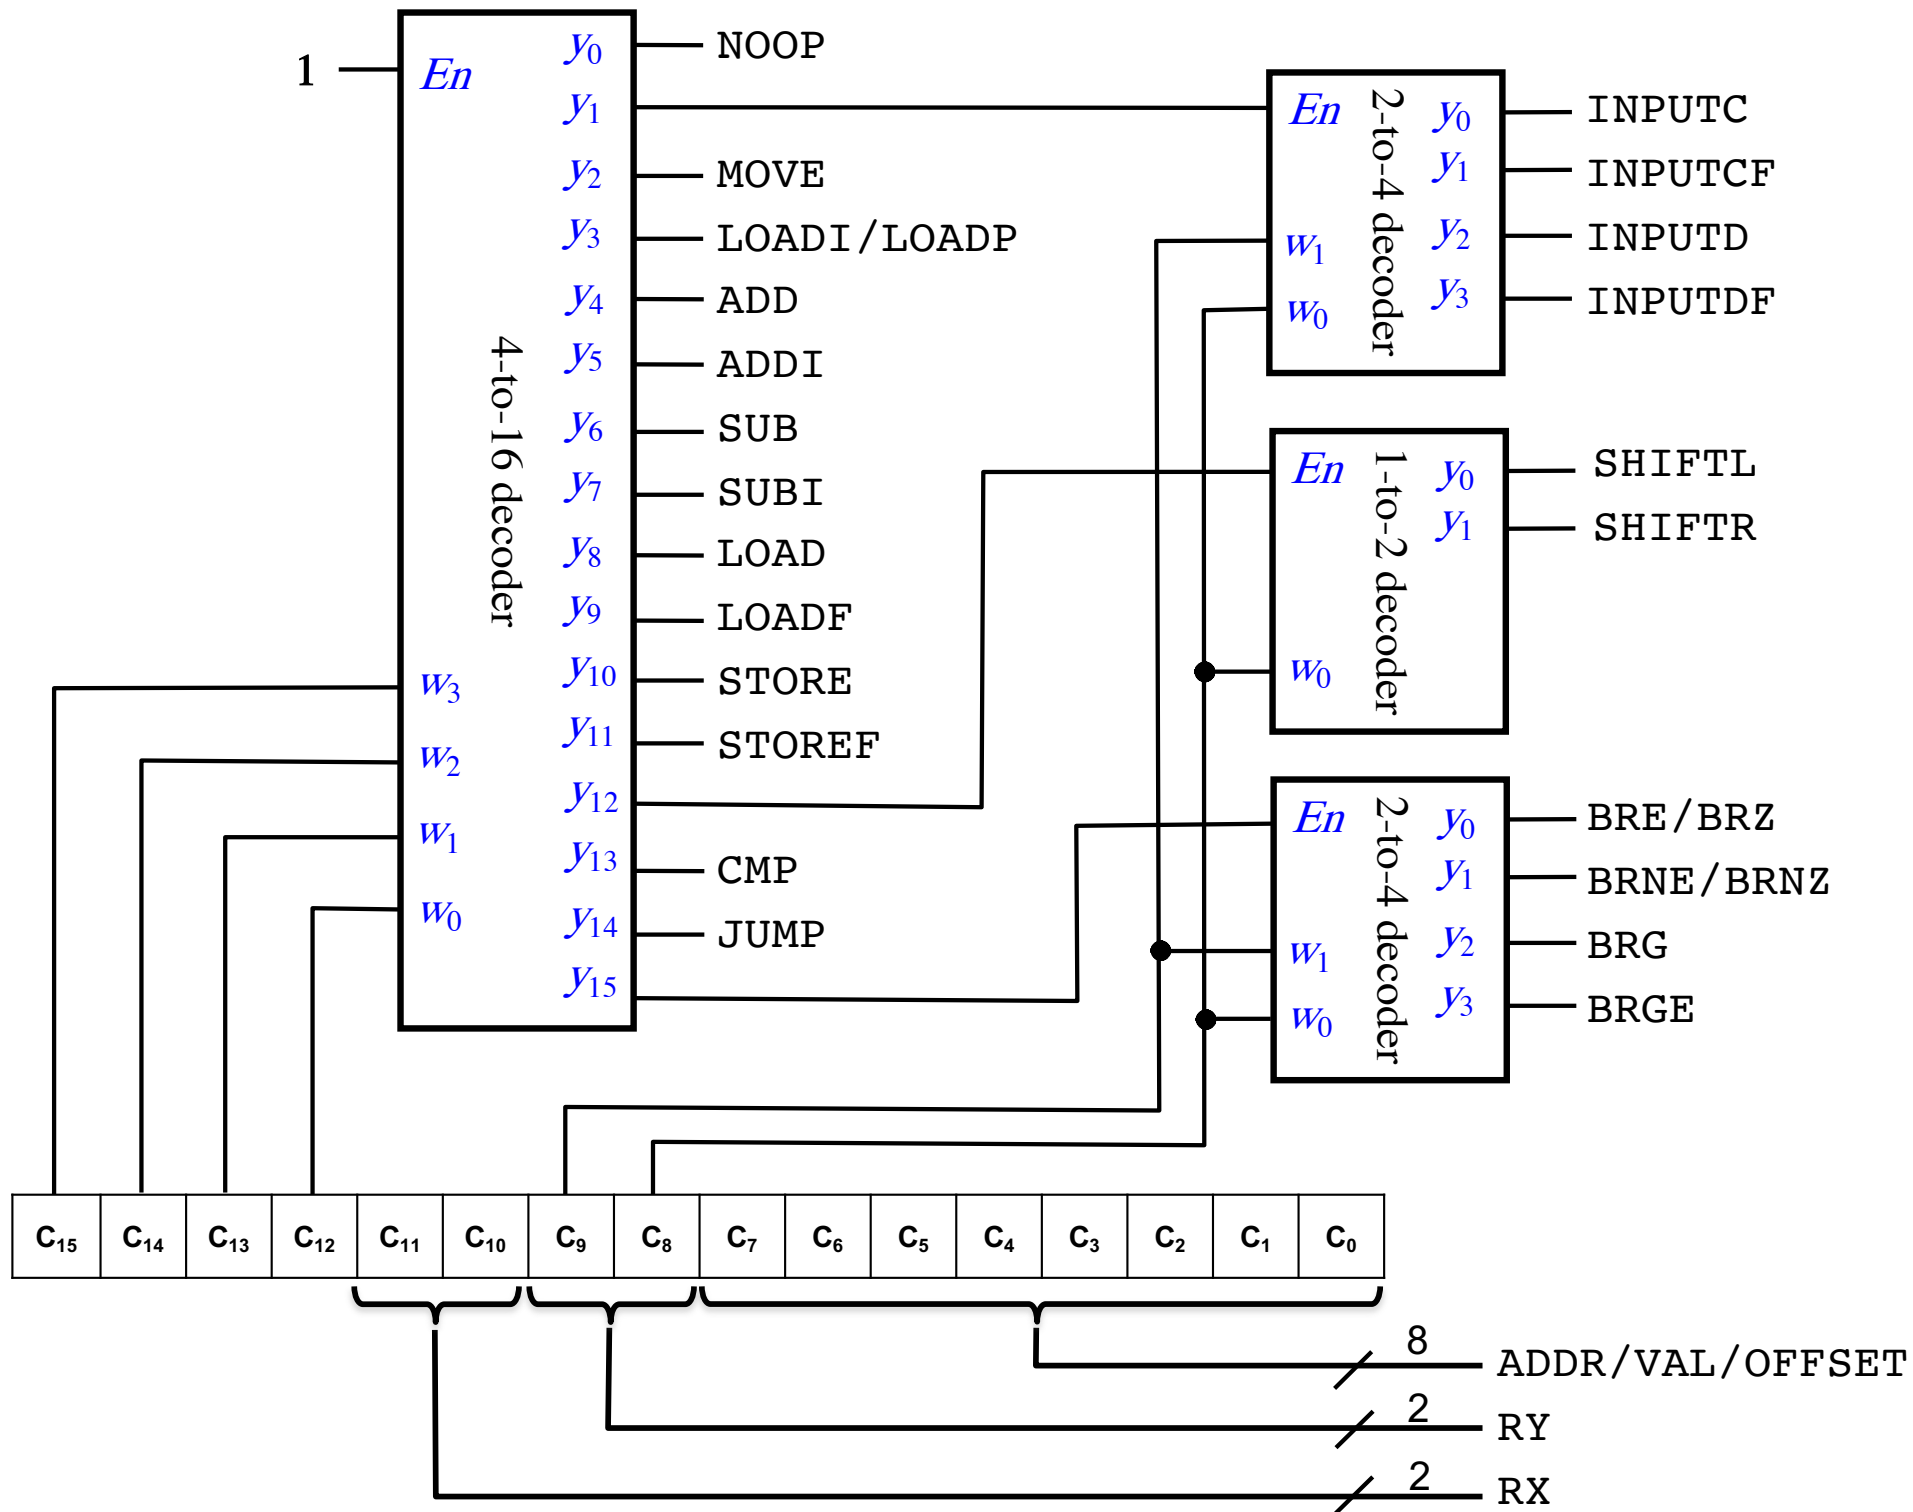 1
En
y0
NOOP
y1
y2
MOVE
y3
LOADI/LOADP
y4
ADD
y5
ADDI
y6
SUB
y7
SUBI
y8
LOAD
y9
LOADF
y10
STORE
y11
STOREF
y12
y13
CMP
y14
JUMP
y15
w3
w2
w1
w0
4-to-16 decoder
En
w1
w0
2-to-4 decoder
y0
INPUTC
y1
INPUTCF
y2
INPUTD
y3
INPUTDF
En
w0
1-to-2 decoder
y0
SHIFTL
y1
SHIFTR
En
w1
w0
2-to-4 decoder
y0
BRE/BRZ
y1
BRNE/BRNZ
y2
BRG
y3
BRGE
C15 C14 C13 C12 C11 C10 C9 C8 C7 C6 C5 C4 C3 C2 C1 C0
8 ADDR/VAL/OFFSET
2 RY
2 RX